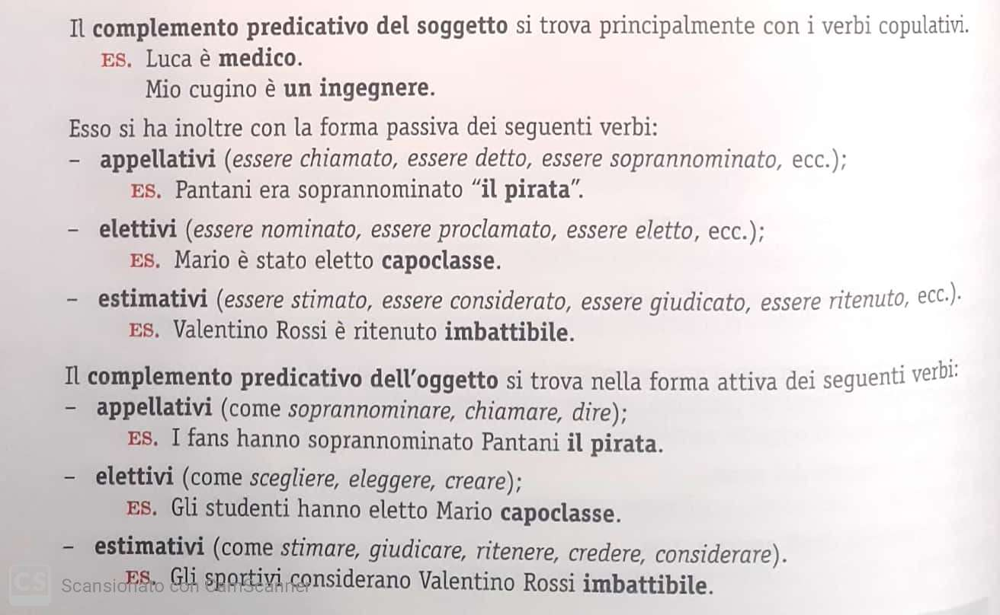 Il complemento predicativo del soggetto si trova principalmente con i verbi copulativi.
ES. Luca è medico.
Mio cugino è un ingegnere.
Esso si ha inoltre con la forma passiva dei seguenti verbi:
– appellativi (essere chiamato, essere detto, essere soprannominato, ecc.);
ES. Pantani era soprannominato “il pirata”.
– elettivi (essere nominato, essere proclamato, essere eletto, ecc.);
ES. Mario è stato eletto capoclasse.
– estimativi (essere stimato, essere considerato, essere giudicato, essere ritenuto, ecc.).
ES. Valentino Rossi è ritenuto imbattibile.
Il complemento predicativo dell’oggetto si trova nella forma attiva dei seguenti verbi:
– appellativi (come soprannominare, chiamare, dire);
ES. I fans hanno soprannominato Pantani il pirata.
– elettivi (come scegliere, eleggere, creare);
ES. Gli studenti hanno eletto Mario capoclasse.
– estimativi (come stimare, giudicare, ritenere, credere, considerare).
ES. Gli sportivi considerano Valentino Rossi imbattibile.
CS Scansionato con CamScanner